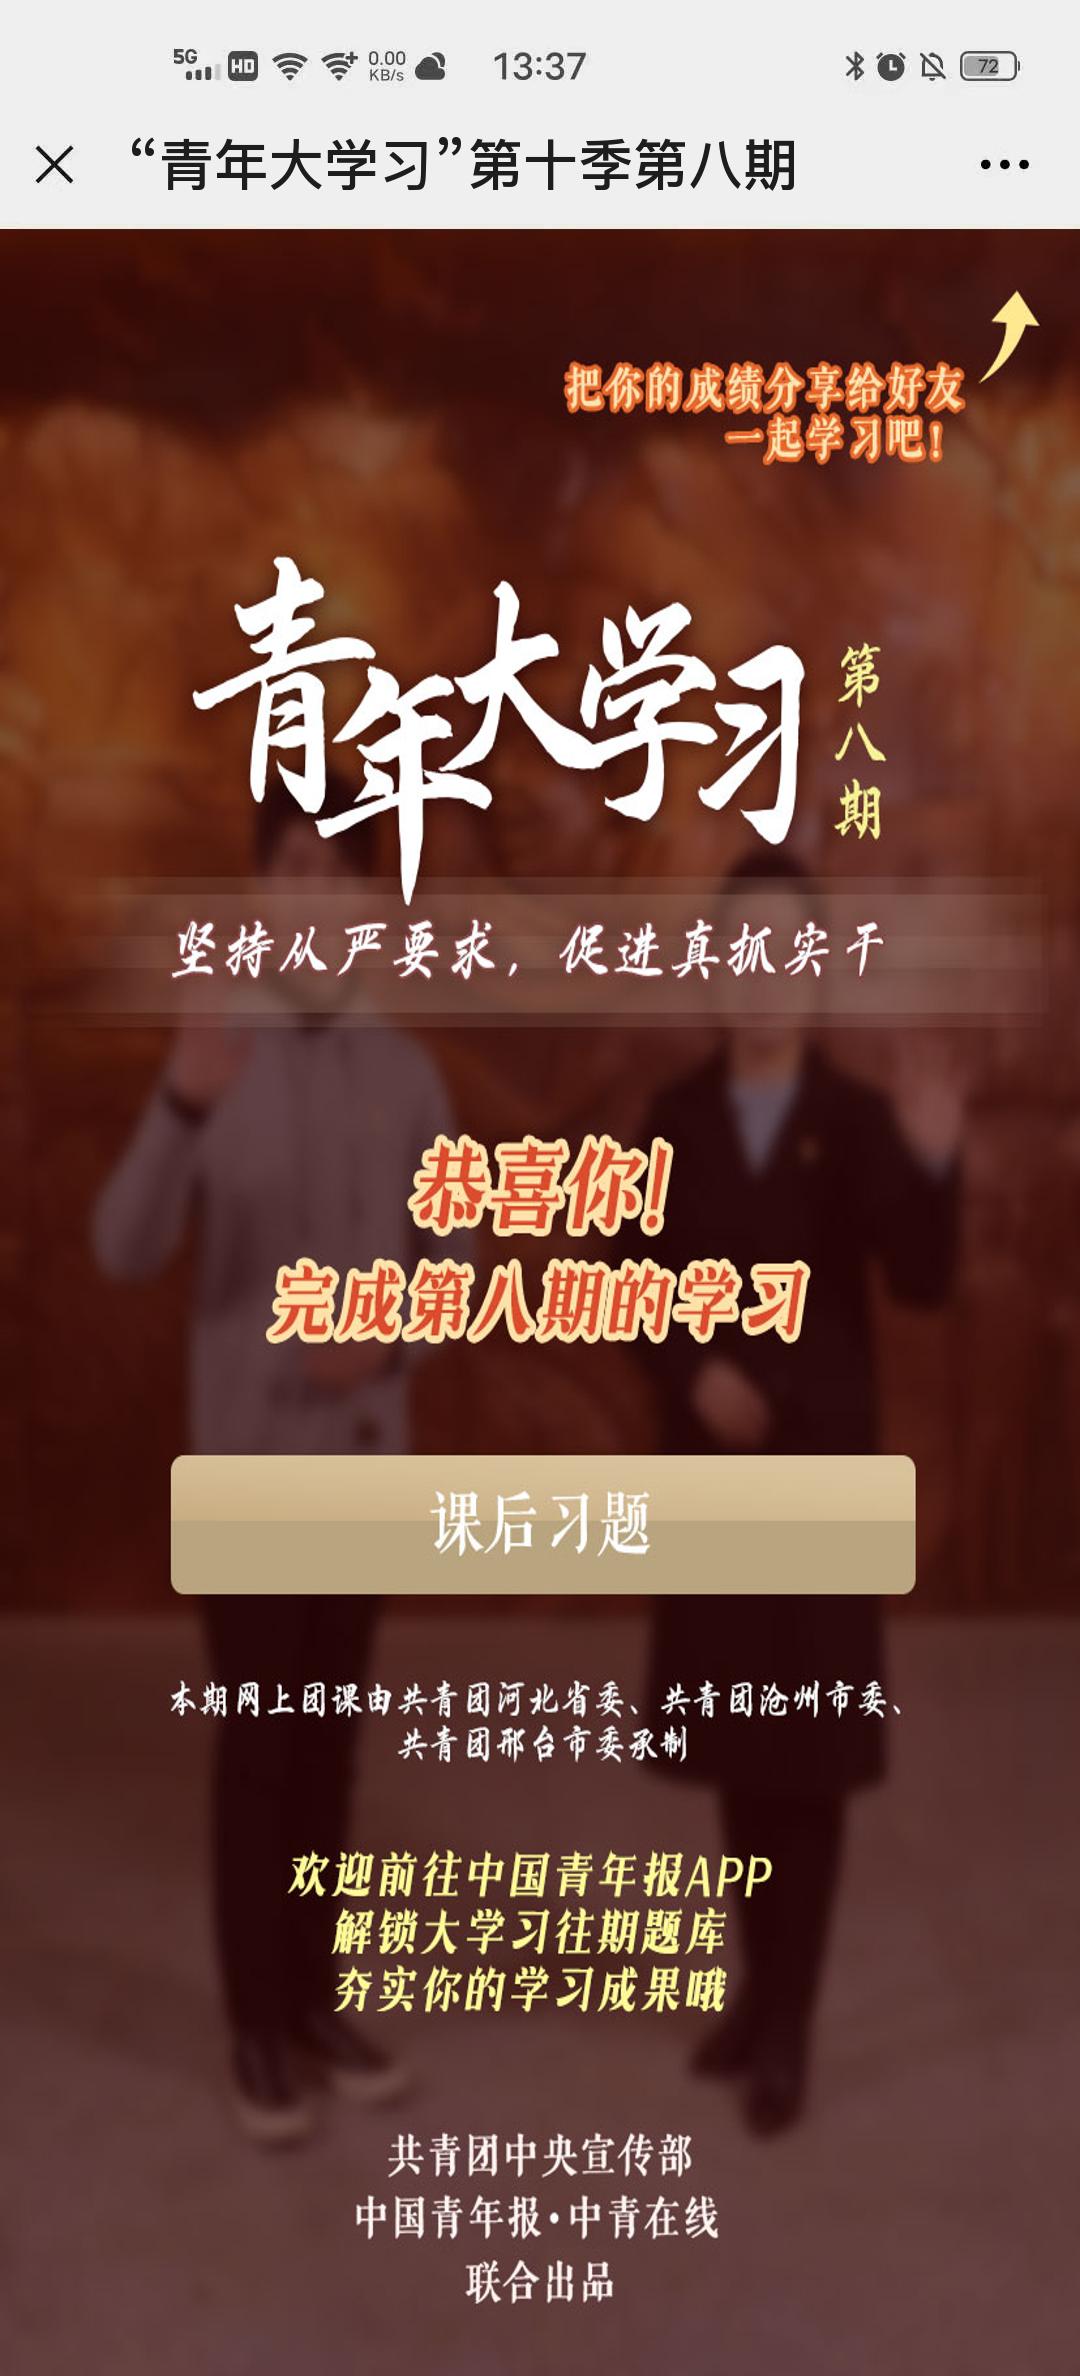 5G HD 0.00 KB/s 13:37 72
“青年大学习”第十季第八期
把你的成绩分享给好友
一起学习吧!
青年大学习
第八期
坚持从严要求，促进真抓实干
恭喜你!
完成第八期的学习
课后习题
本期网上团课由共青团河北省委、共青团沧州市委、
共青团邢台市委承制
欢迎前往中国青年报APP
解锁大学习往期题库
夯实你的学习成果哦
共青团中央宣传部
中国青年报·中青在线
联合出品